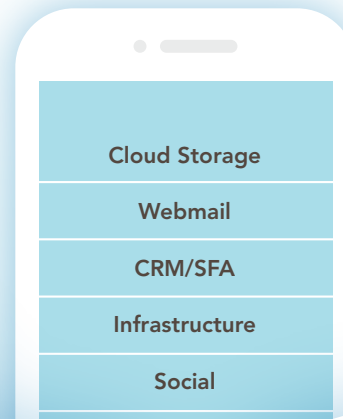 Cloud Storage
Webmail
CRM/SFA
Infrastructure
Social